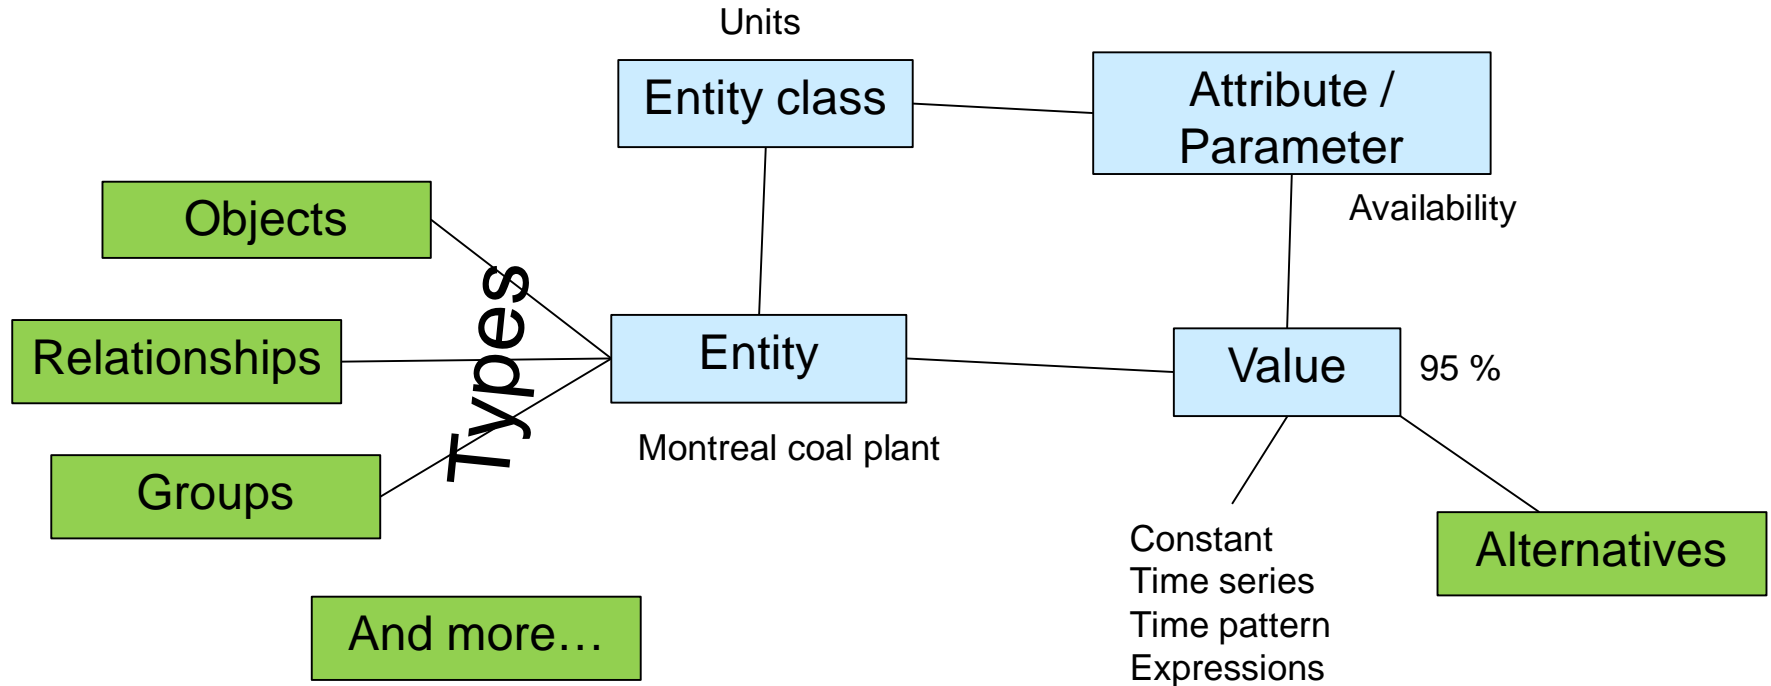 Units
Entity class
Attribute /
Parameter
Availability
Objects
Types
Relationships
Entity
Value
95 %
Montreal coal plant
Groups
Constant
Time series
Time pattern
Expressions
Alternatives
And more…